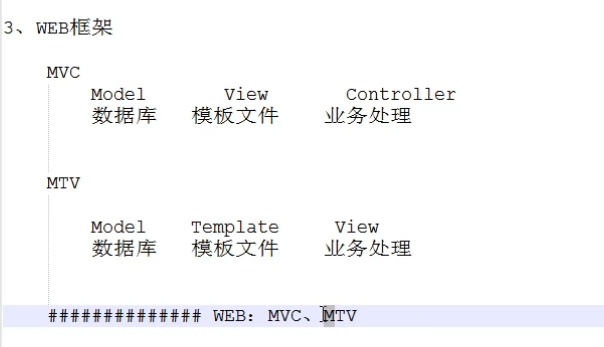 3、WEB框架
MVC
Model View Controller
数据库 模板文件 业务处理
MTV
Model Template View
数据库 模板文件 业务处理
############## WEB: MVC、MTV